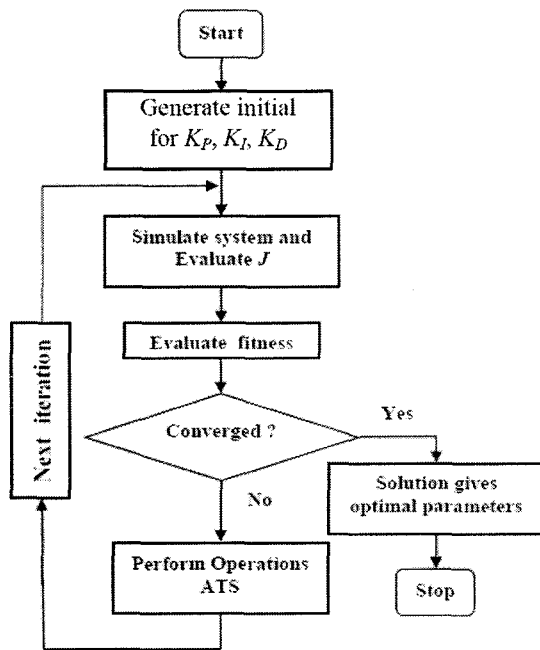 Start
Generate initial
for K_P, K_I, K_D
Simulate system and
Evaluate J
Evaluate fitness
Converged ?
Yes
No
Next iteration
Solution gives
optimal parameters
Perform Operations
ATS
Stop